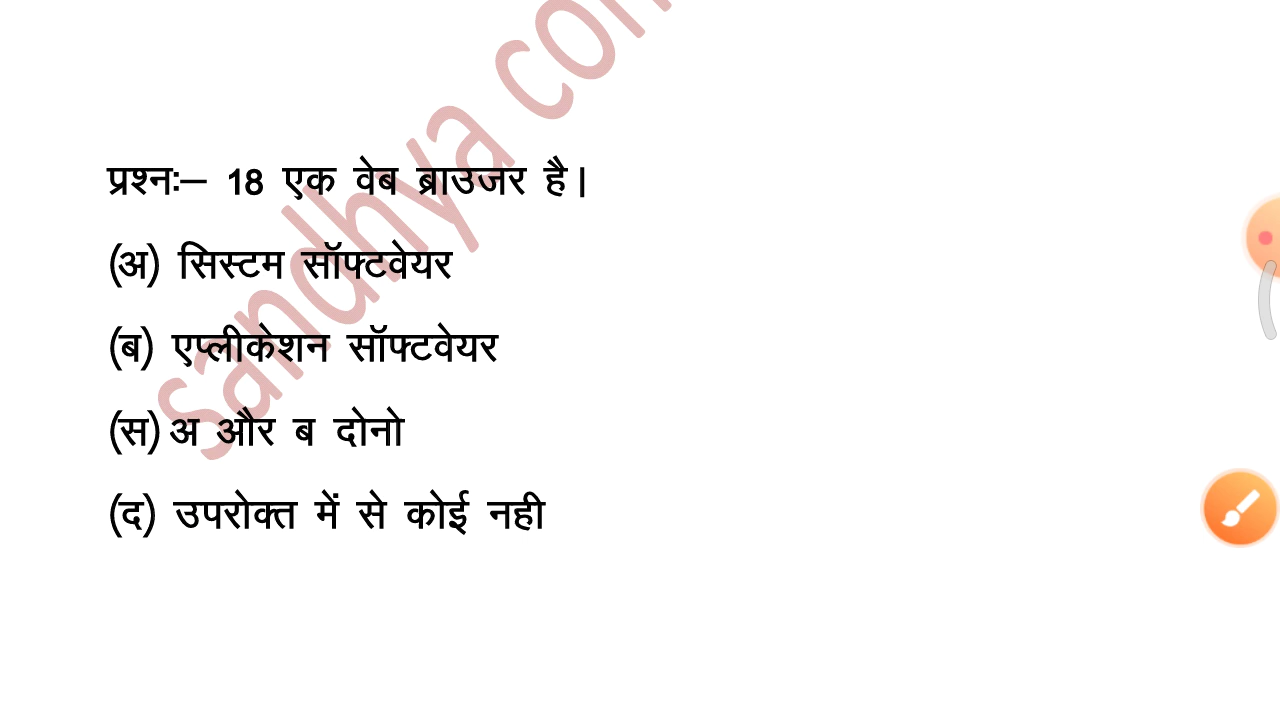 sandhya com
प्रश्नः– 18 एक वेब ब्राउजर है।
(अ) सिस्टम सॉफ्टवेयर
(ब) एप्लीकेशन सॉफ्टवेयर
(स) अ और ब दोनो
(द) उपरोक्त में से कोई नही